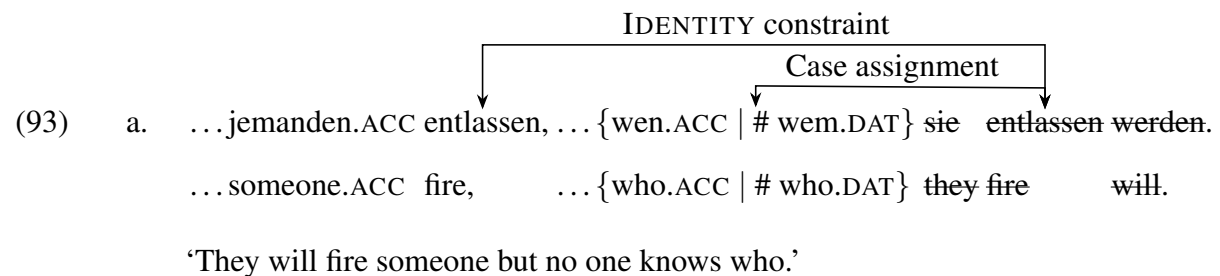 IDENTITY constraint
Case assignment
(93) a. …jemanden.ACC entlassen, …{wen.ACC | # wem.DAT} sie entlassen werden.
…someone.ACC fire, …{who.ACC | # who.DAT} they fire will.
‘They will fire someone but no one knows who.’